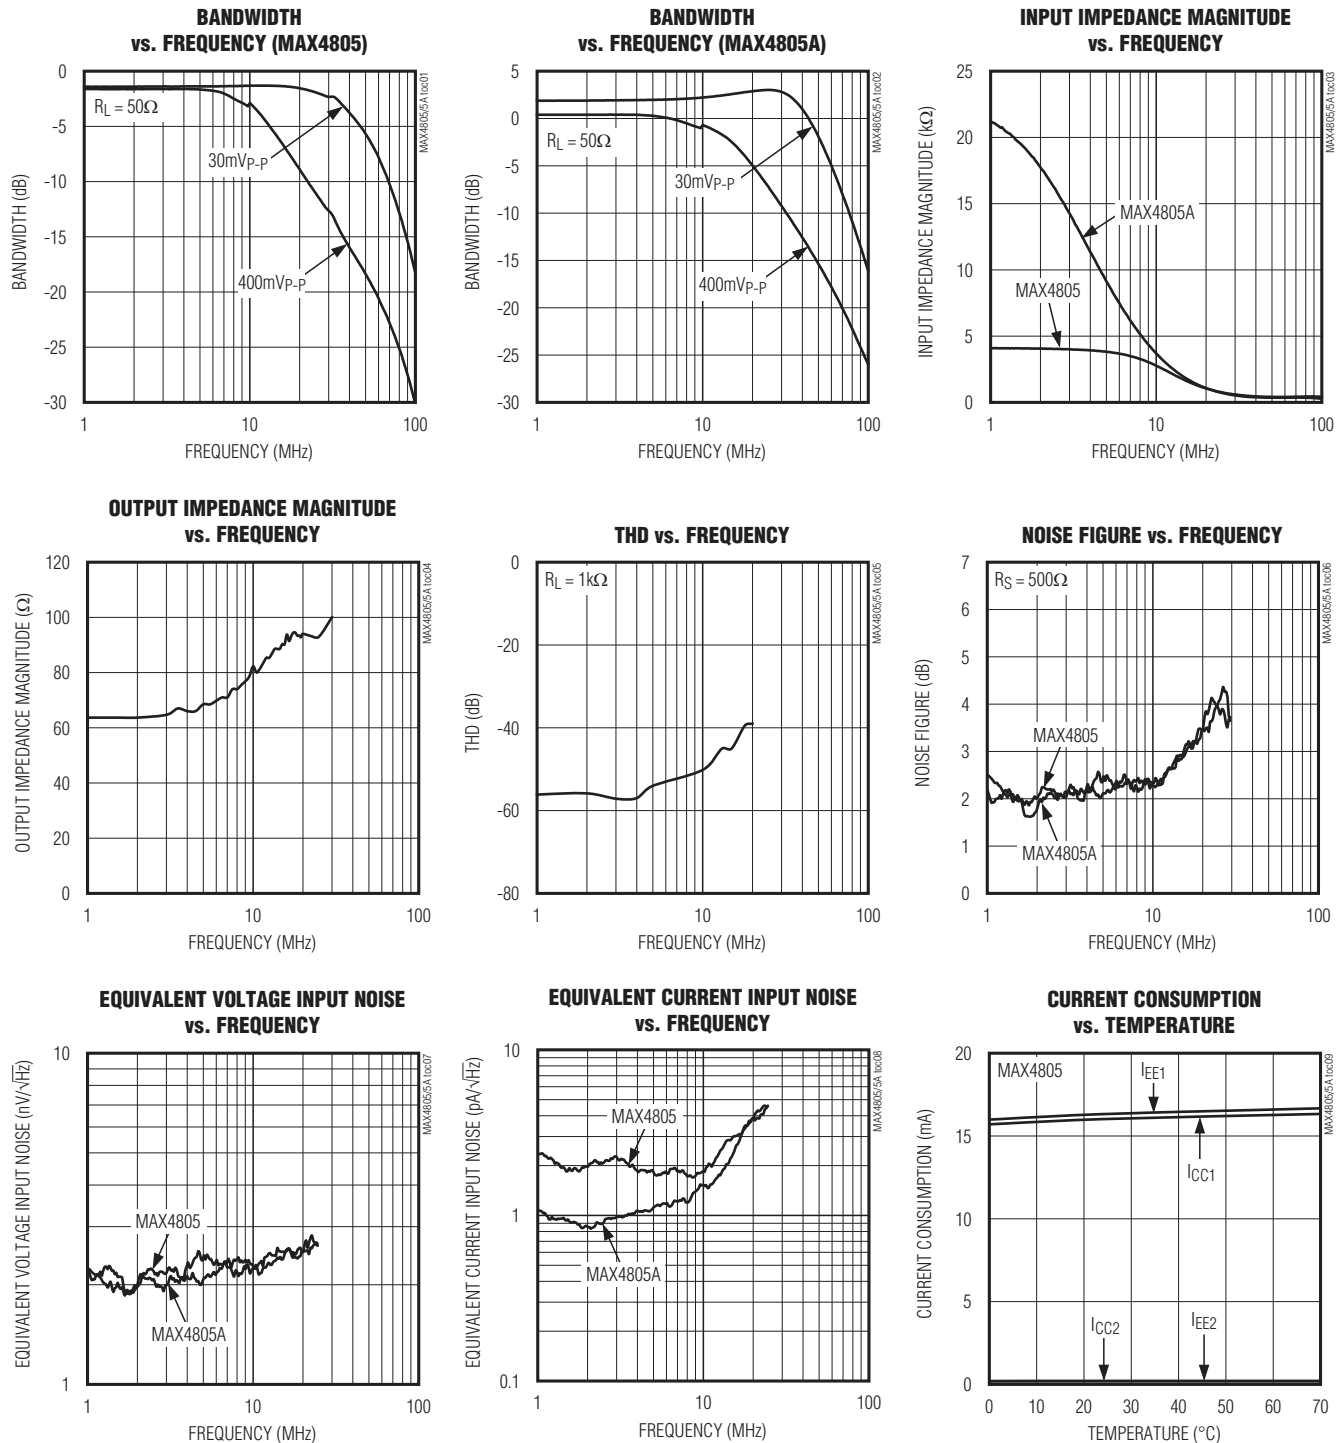 BANDWIDTH
vs. FREQUENCY (MAX4805)
0
-5
-10
-15
-20
-25
-30
BANDWIDTH (dB)
RL = 50Ω
30mVP-P
400mVP-P
1
10
100
FREQUENCY (MHz)
MAX4805/5A toc01
BANDWIDTH
vs. FREQUENCY (MAX4805A)
5
0
-5
-10
-15
-20
-25
-30
BANDWIDTH (dB)
RL = 50Ω
30mVP-P
400mVP-P
1
10
100
FREQUENCY (MHz)
MAX4805/5A toc02
INPUT IMPEDANCE MAGNITUDE
vs. FREQUENCY
25
20
15
10
5
0
INPUT IMPEDANCE MAGNITUDE (kΩ)
MAX4805A
MAX4805
1
10
100
FREQUENCY (MHz)
MAX4805/5A toc03
OUTPUT IMPEDANCE MAGNITUDE
vs. FREQUENCY
120
100
80
60
40
20
0
OUTPUT IMPEDANCE MAGNITUDE (Ω)
1
10
100
FREQUENCY (MHz)
MAX4805/5A toc04
THD vs. FREQUENCY
0
-20
-40
-60
-80
THD (dB)
RL = 1kΩ
1
10
100
FREQUENCY (MHz)
MAX4805/5A toc05
NOISE FIGURE vs. FREQUENCY
7
6
5
4
3
2
1
0
NOISE FIGURE (dB)
RS = 500Ω
MAX4805
MAX4805A
1
10
100
FREQUENCY (MHz)
MAX4805/5A toc06
EQUIVALENT VOLTAGE INPUT NOISE
vs. FREQUENCY
10
1
EQUIVALENT VOLTAGE INPUT NOISE (nV/√Hz)
MAX4805
MAX4805A
1
10
100
FREQUENCY (MHz)
MAX4805/5A toc07
EQUIVALENT CURRENT INPUT NOISE
vs. FREQUENCY
10
1
0.1
EQUIVALENT CURRENT INPUT NOISE (pA/√Hz)
MAX4805
MAX4805A
1
10
100
FREQUENCY (MHz)
MAX4805/5A toc08
CURRENT CONSUMPTION
vs. TEMPERATURE
20
15
10
5
0
CURRENT CONSUMPTION (mA)
MAX4805
IEE1
ICC1
ICC2
IEE2
0
10
20
30
40
50
60
70
TEMPERATURE (°C)
MAX4805/5A toc09